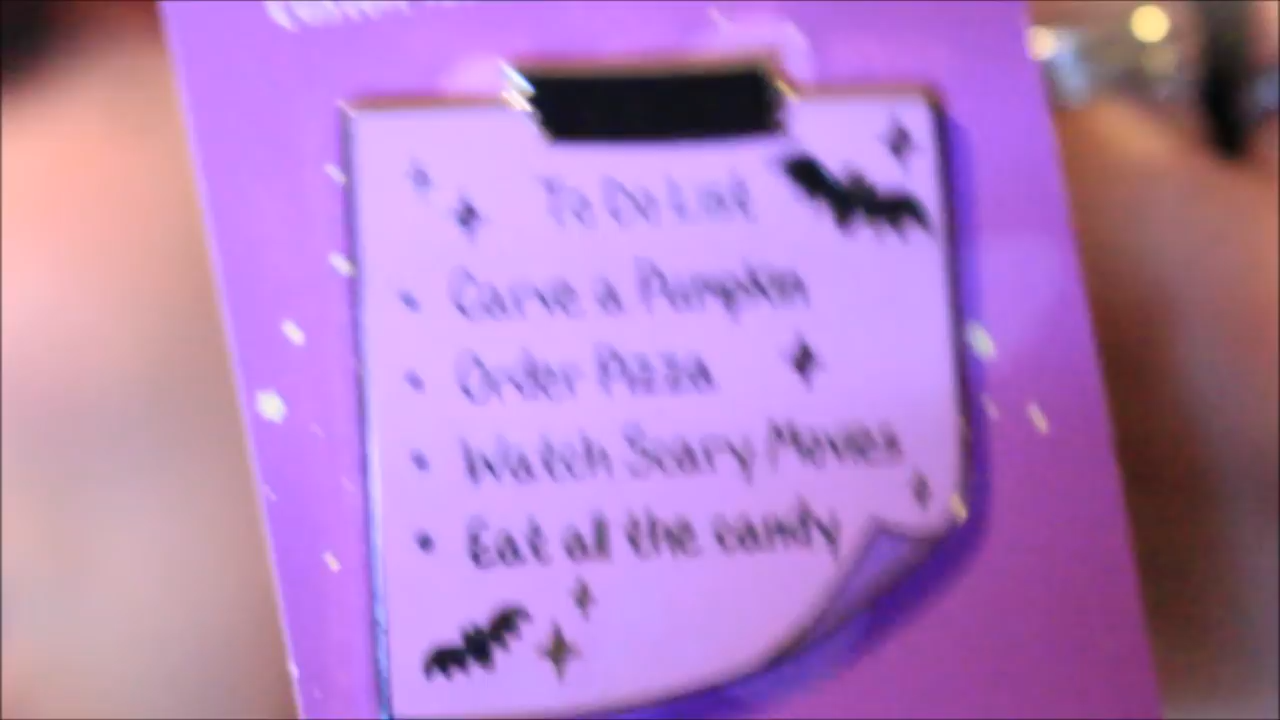 To Do List
• Carve a Pumpkin
• Order Pizza
• Watch Scary Movies
• Eat all the candy